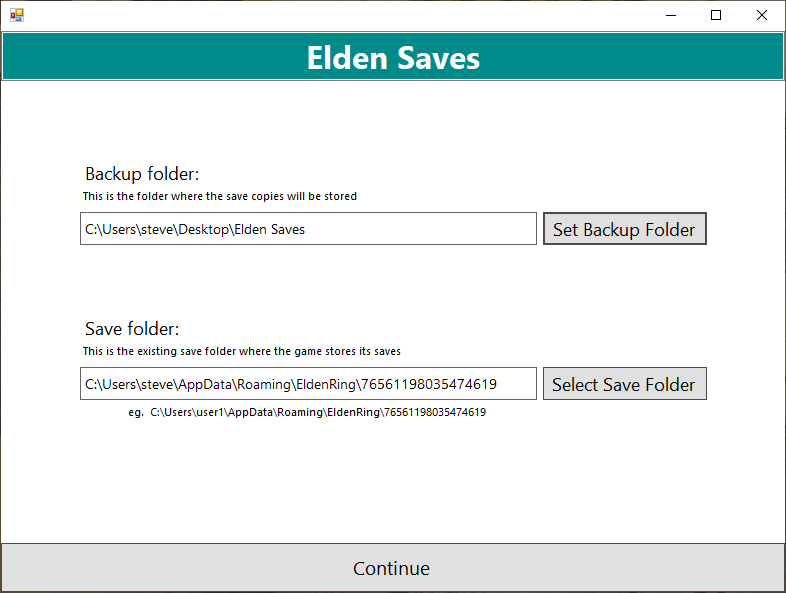 Elden Saves
Backup folder:
This is the folder where the save copies will be stored
C:\Users\steve\Desktop\Elden Saves
Set Backup Folder
Save folder:
This is the existing save folder where the game stores its saves
C:\Users\steve\AppData\Roaming\EldenRing\76561198035474619
Select Save Folder
eg. C:\Users\user1\AppData\Roaming\EldenRing\76561198035474619
Continue